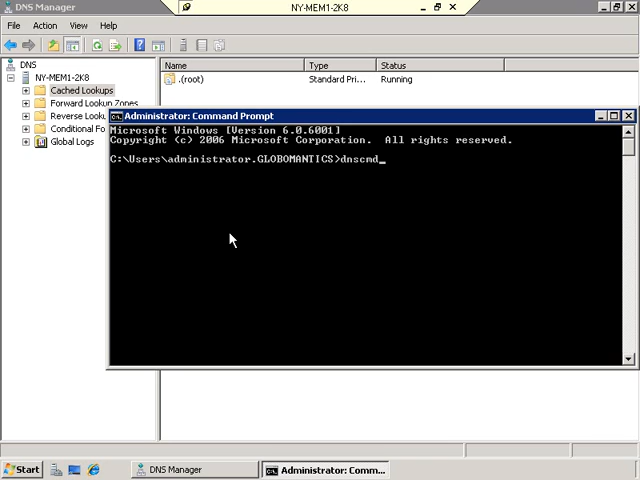 DNS Manager
NY-MEM1-2K8
File Action View Help
DNS
NY-MEM1-2K8
Cached Lookups
Forward Lookup Zones
Reverse Looku
Conditional Fo
Global Logs
Name Type Status
.(root) Standard Pri... Running
Administrator: Command Prompt
Microsoft Windows [Version 6.0.6001]
Copyright (c) 2006 Microsoft Corporation.  All rights reserved.
C:\Users\administrator.GLOBOMANTICS>dnscmd_
Start DNS Manager Administrator: Comm...